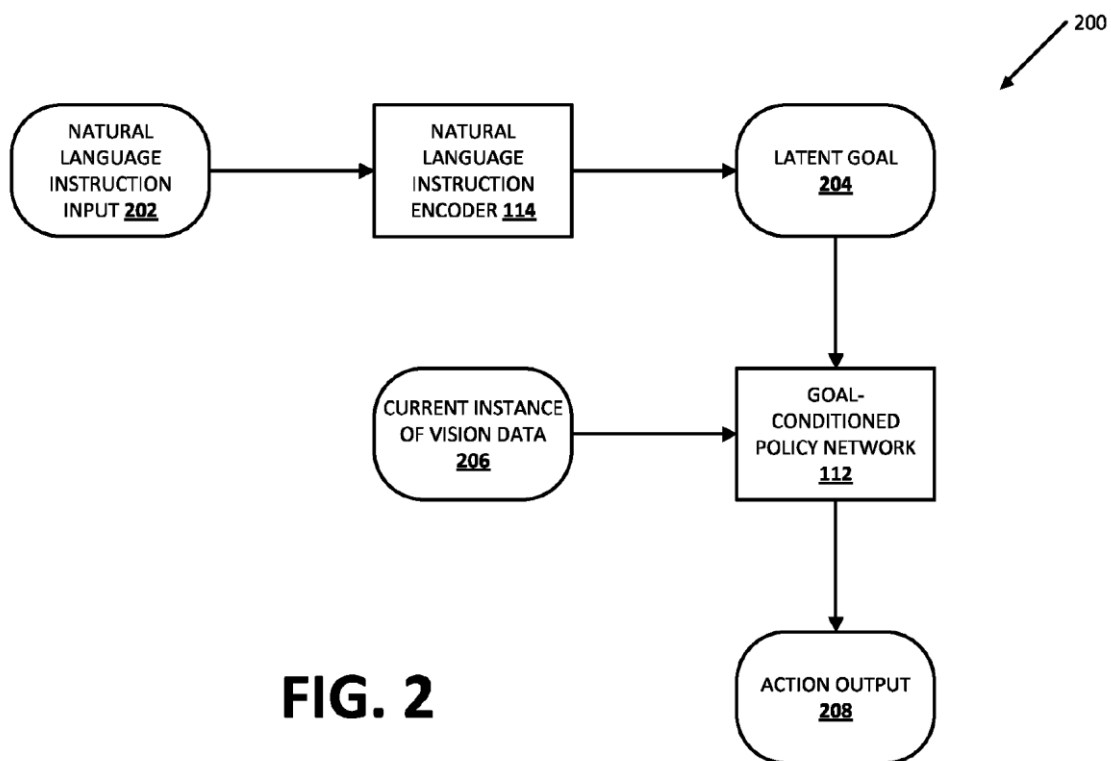 200
NATURAL
LANGUAGE
INSTRUCTION
INPUT 202
NATURAL
LANGUAGE
INSTRUCTION
ENCODER 114
LATENT GOAL
204
CURRENT INSTANCE
OF VISION DATA
206
GOAL-
CONDITIONED
POLICY NETWORK
112
ACTION OUTPUT
208
FIG. 2